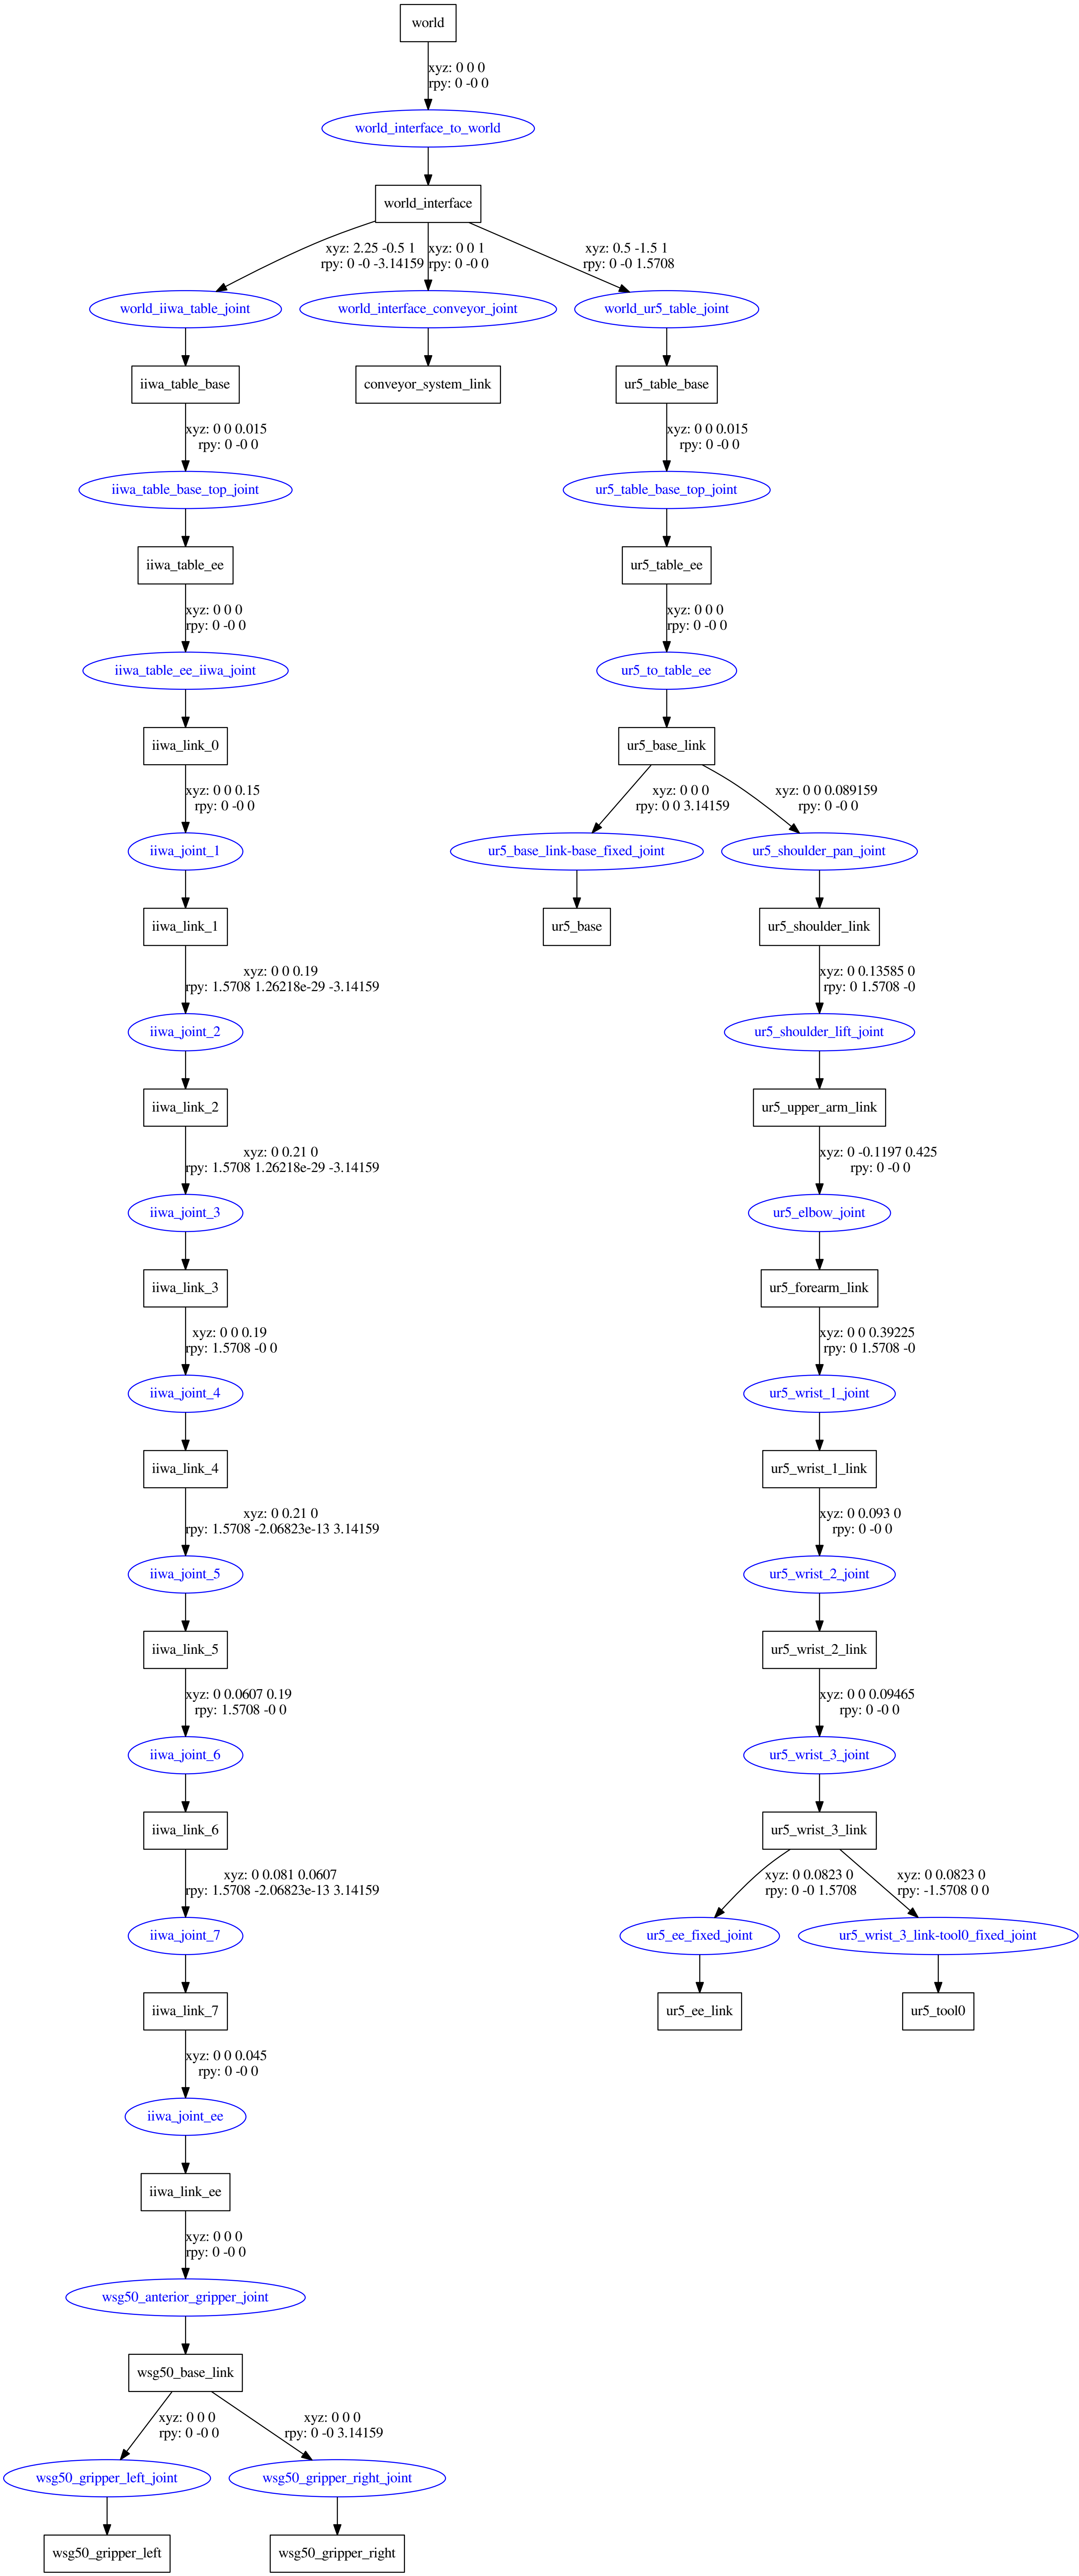 world
xyz: 0 0 0
rpy: 0 -0 0
world_interface_to_world
world_interface
xyz: 2.25 -0.5 1
rpy: 0 -0 -3.14159
xyz: 0 0 1
rpy: 0 -0 0
xyz: 0.5 -1.5 1
rpy: 0 -0 1.5708
world_iiwa_table_joint
world_interface_conveyor_joint
world_ur5_table_joint
iiwa_table_base
conveyor_system_link
ur5_table_base
xyz: 0 0 0.015
rpy: 0 -0 0
xyz: 0 0 0.015
rpy: 0 -0 0
iiwa_table_base_top_joint
ur5_table_base_top_joint
iiwa_table_ee
ur5_table_ee
xyz: 0 0 0
rpy: 0 -0 0
xyz: 0 0 0
rpy: 0 -0 0
iiwa_table_ee_iiwa_joint
ur5_to_table_ee
iiwa_link_0
ur5_base_link
xyz: 0 0 0.15
rpy: 0 -0 0
xyz: 0 0 0
rpy: 0 0 3.14159
xyz: 0 0 0.089159
rpy: 0 -0 0
iiwa_joint_1
ur5_base_link-base_fixed_joint
ur5_shoulder_pan_joint
iiwa_link_1
ur5_base
ur5_shoulder_link
xyz: 0 0 0.19
rpy: 1.5708 1.26218e-29 -3.14159
xyz: 0 0.13585 0
rpy: 0 1.5708 -0
iiwa_joint_2
ur5_shoulder_lift_joint
iiwa_link_2
ur5_upper_arm_link
xyz: 0 0.21 0
rpy: 1.5708 1.26218e-29 -3.14159
xyz: 0 -0.1197 0.425
rpy: 0 -0 0
iiwa_joint_3
ur5_elbow_joint
iiwa_link_3
ur5_forearm_link
xyz: 0 0 0.19
rpy: 1.5708 -0 0
xyz: 0 0 0.39225
rpy: 0 1.5708 -0
iiwa_joint_4
ur5_wrist_1_joint
iiwa_link_4
ur5_wrist_1_link
xyz: 0 0.21 0
rpy: 1.5708 -2.06823e-13 3.14159
xyz: 0 0.093 0
rpy: 0 -0 0
iiwa_joint_5
ur5_wrist_2_joint
iiwa_link_5
ur5_wrist_2_link
xyz: 0 0.0607 0.19
rpy: 1.5708 -0 0
xyz: 0 0 0.09465
rpy: 0 -0 0
iiwa_joint_6
ur5_wrist_3_joint
iiwa_link_6
ur5_wrist_3_link
xyz: 0 0.081 0.0607
rpy: 1.5708 -2.06823e-13 3.14159
xyz: 0 0.0823 0
rpy: 0 -0 1.5708
xyz: 0 0.0823 0
rpy: -1.5708 0 0
iiwa_joint_7
ur5_ee_fixed_joint
ur5_wrist_3_link-tool0_fixed_joint
iiwa_link_7
ur5_ee_link
ur5_tool0
xyz: 0 0 0.045
rpy: 0 -0 0
iiwa_joint_ee
iiwa_link_ee
xyz: 0 0 0
rpy: 0 -0 0
wsg50_anterior_gripper_joint
wsg50_base_link
xyz: 0 0 0
rpy: 0 -0 0
xyz: 0 0 0
rpy: 0 -0 3.14159
wsg50_gripper_left_joint
wsg50_gripper_right_joint
wsg50_gripper_left
wsg50_gripper_right